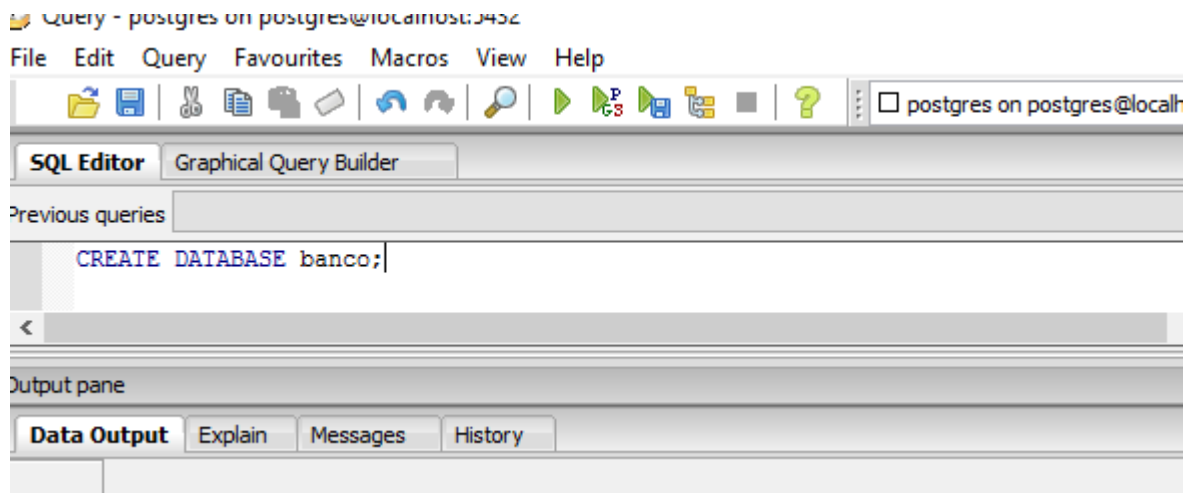 Query - postgres on postgres@localhost:5432
File Edit Query Favourites Macros View Help
postgres on postgres@localh
SQL Editor Graphical Query Builder
Previous queries
CREATE DATABASE banco;
Output pane
Data Output Explain Messages History